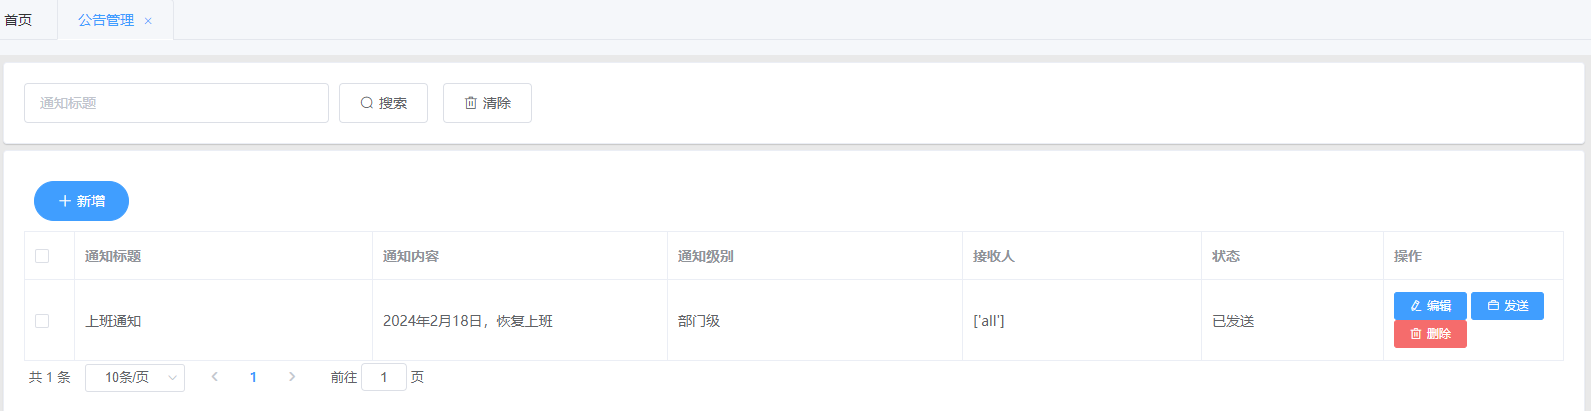 首页 公告管理 ×
通知标题 搜索 清除
+ 新增
通知标题 通知内容 通知级别 接收人 状态 操作
上班通知 2024年2月18日，恢复上班 部门级 ['all'] 已发送 编辑 发送
删除
共 1 条 10条/页 < 1 > 前往 1 页